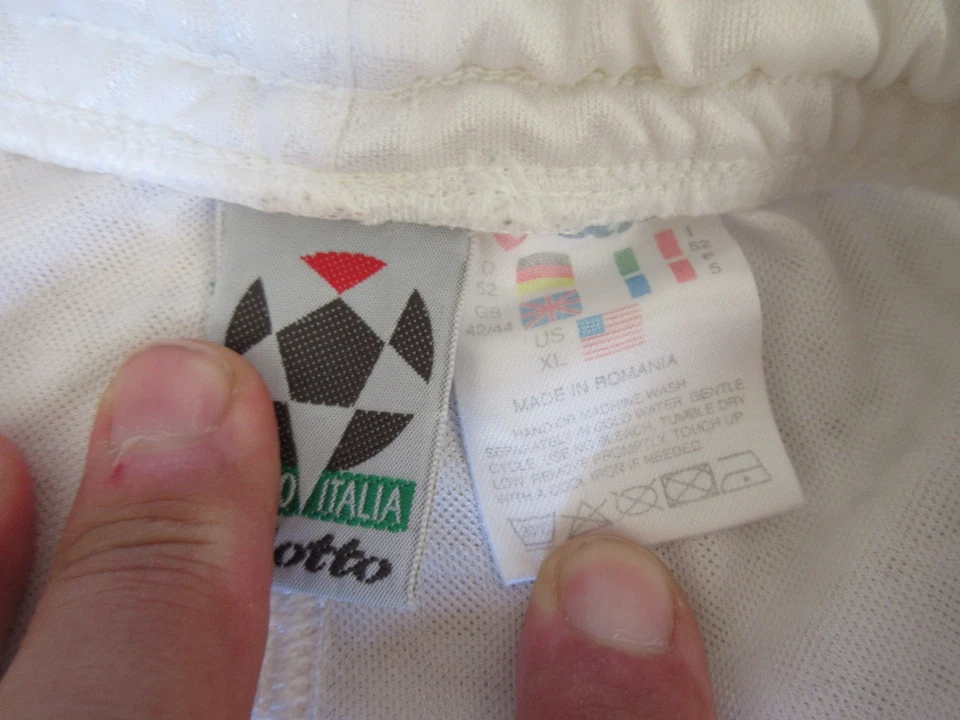 O ITALIA
otto
D
52
GB
42/44
US
XL
I
52
F
MADE IN ROMANIA
HAND OR MACHINE WASH
SEPARATELY IN COLD WATER GENTLE
CYCLE. USE NO BLEACH, TUMBLE DRY
LOW, REMOVE PROMPTLY, TOUCH UP
WITH A COOL IRON IF NEEDED.